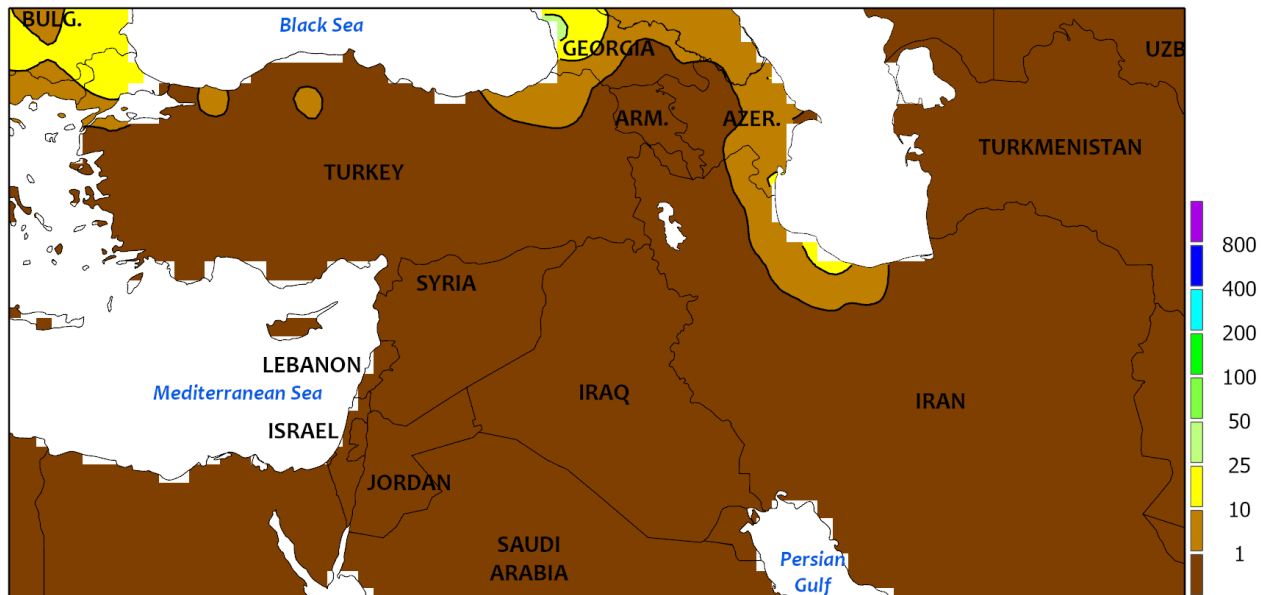 BULG.
Black Sea
GEORGIA
UZB
ARM.
AZER.
TURKMENISTAN
TURKEY
SYRIA
LEBANON
Mediterranean Sea
IRAQ
IRAN
ISRAEL
JORDAN
SAUDI
ARABIA
Persian
Gulf
800
400
200
100
50
25
10
1